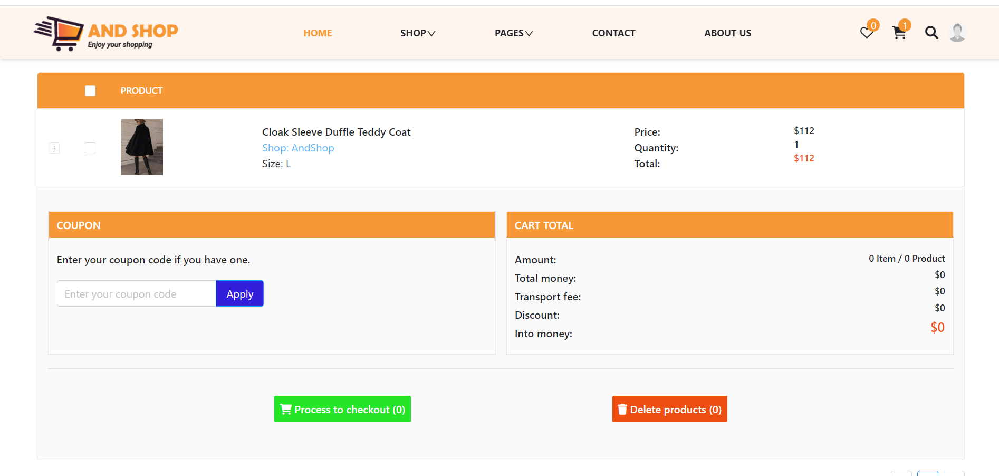 AND SHOP
Enjoy your shopping
HOME
SHOP
PAGES
CONTACT
ABOUT US
0
1
PRODUCT
+
Cloak Sleeve Duffle Teddy Coat
Shop: AndShop
Size: L
Price:
$112
Quantity:
1
Total:
$112
COUPON
Enter your coupon code if you have one.
Enter your coupon code
Apply
CART TOTAL
Amount:
0 Item / 0 Product
Total money:
$0
Transport fee:
$0
Discount:
$0
Into money:
$0
Process to checkout (0)
Delete products (0)